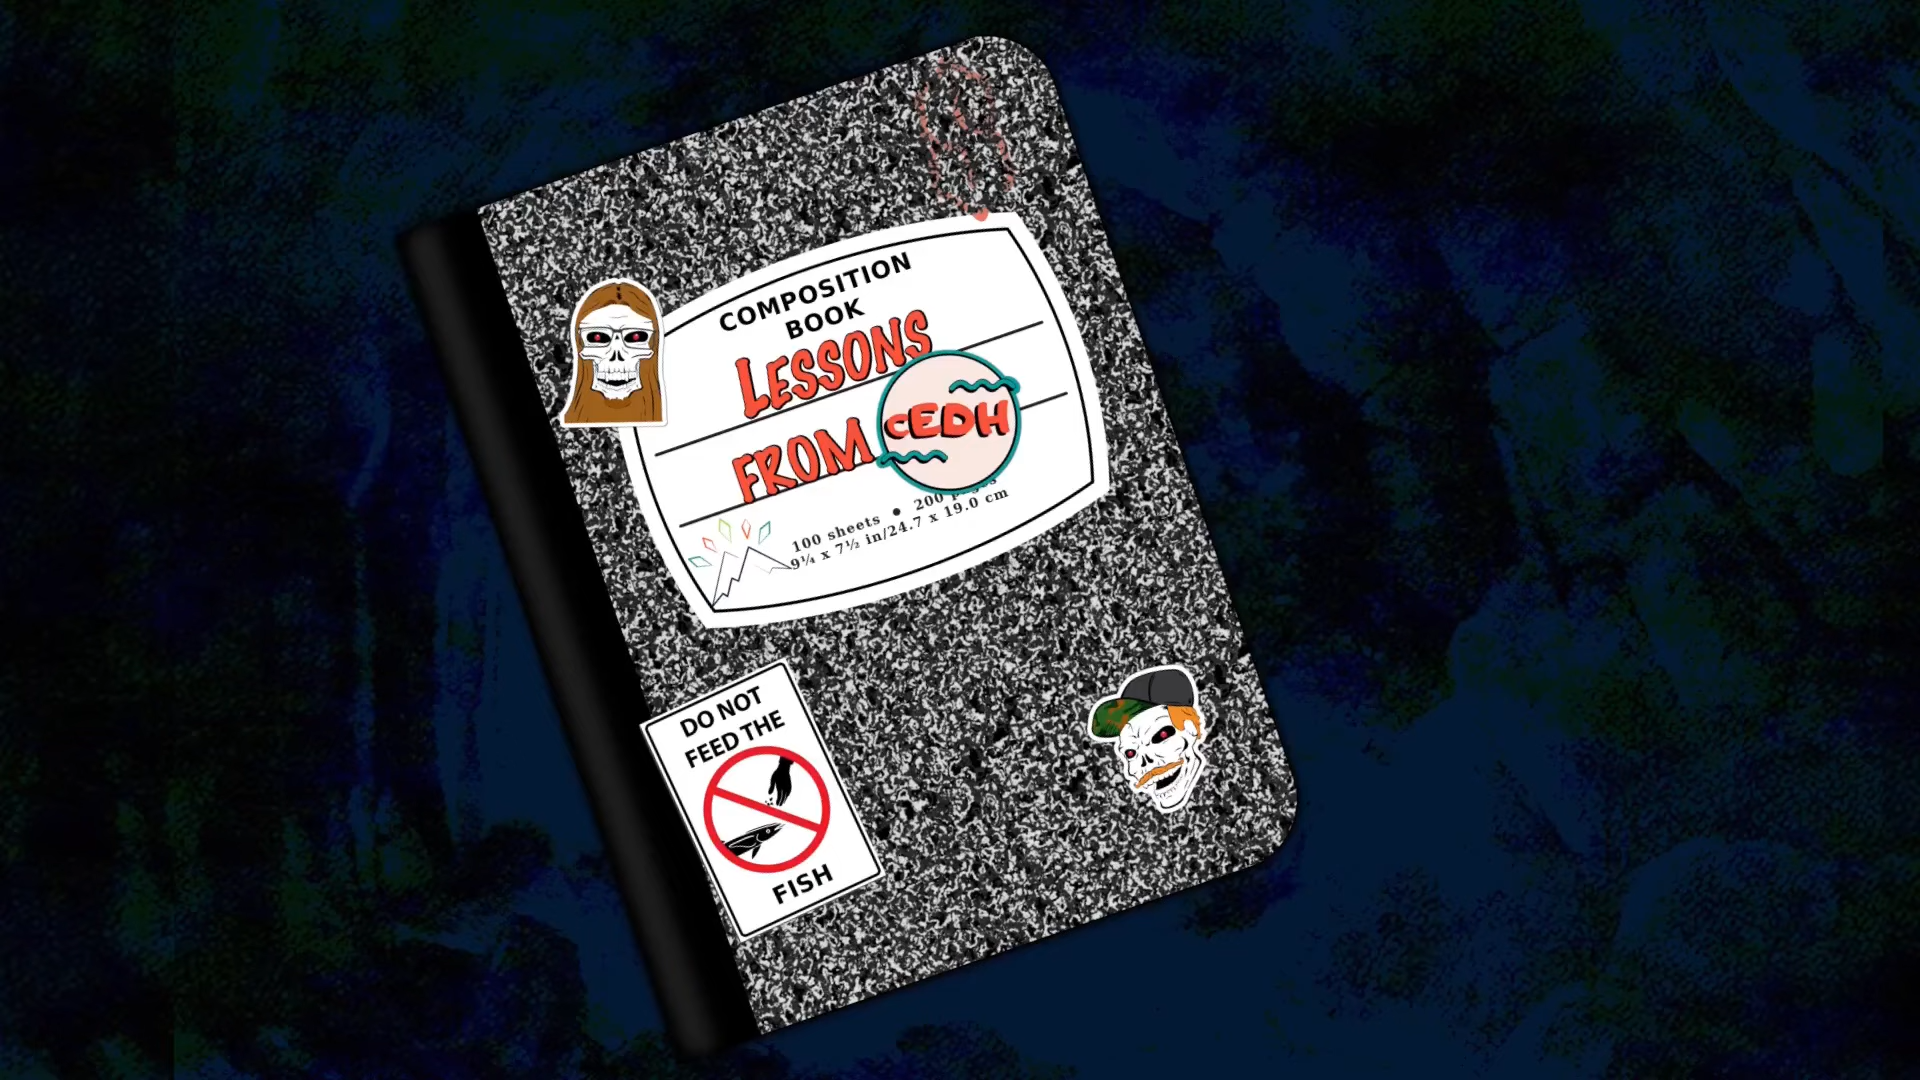 COMPOSITION
BOOK
LESSONS
FROM cEDH
100 sheets • 200 pages
9¼ x 7½ in/24.7 x 19.0 cm
DO NOT
FEED THE
FISH